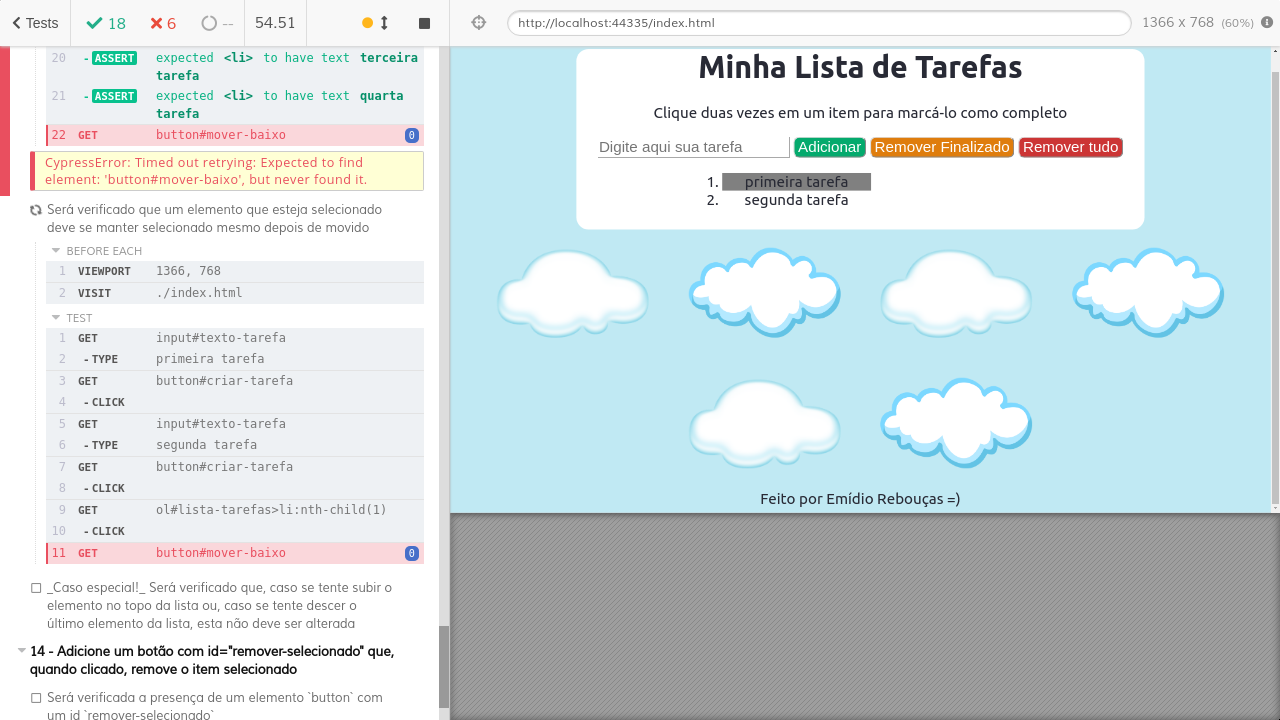 Tests
18
6
--
54.51
http://localhost:44335/index.html
1366 x 768 (60%)
20 -ASSERT expected <li> to have text terceira
tarefa
21 -ASSERT expected <li> to have text quarta
tarefa
22 GET button#mover-baixo 0
CypressError: Timed out retrying: Expected to find
element: 'button#mover-baixo', but never found it.
Será verificado que um elemento que esteja selecionado
deve se manter selecionado mesmo depois de movido
BEFORE EACH
1 VIEWPORT 1366, 768
2 VISIT ./index.html
TEST
1 GET input#texto-tarefa
2 -TYPE primeira tarefa
3 GET button#criar-tarefa
4 -CLICK
5 GET input#texto-tarefa
6 -TYPE segunda tarefa
7 GET button#criar-tarefa
8 -CLICK
9 GET ol#lista-tarefas>li:nth-child(1)
10 -CLICK
11 GET button#mover-baixo 0
_Caso especial!_ Será verificado que, caso se tente subir o
elemento no topo da lista ou, caso se tente descer o
último elemento da lista, esta não deve ser alterada
14 - Adicione um botão com id="remover-selecionado" que,
quando clicado, remove o item selecionado
Será verificada a presença de um elemento `button` com
um id `remover-selecionado`
Minha Lista de Tarefas
Clique duas vezes em um item para marcá-lo como completo
Digite aqui sua tarefa Adicionar Remover Finalizado Remover tudo
1. primeira tarefa
2. segunda tarefa
Feito por Emídio Rebouças =)